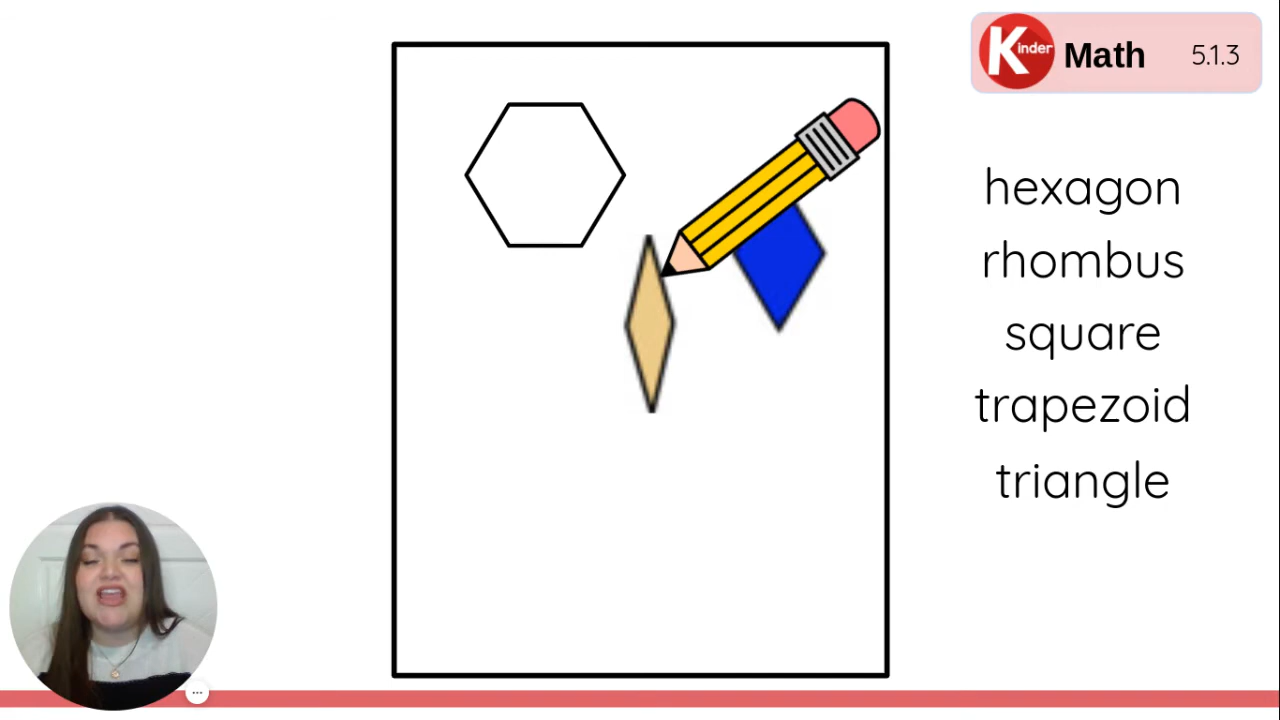 Kinder Math 5.1.3
hexagon
rhombus
square
trapezoid
triangle